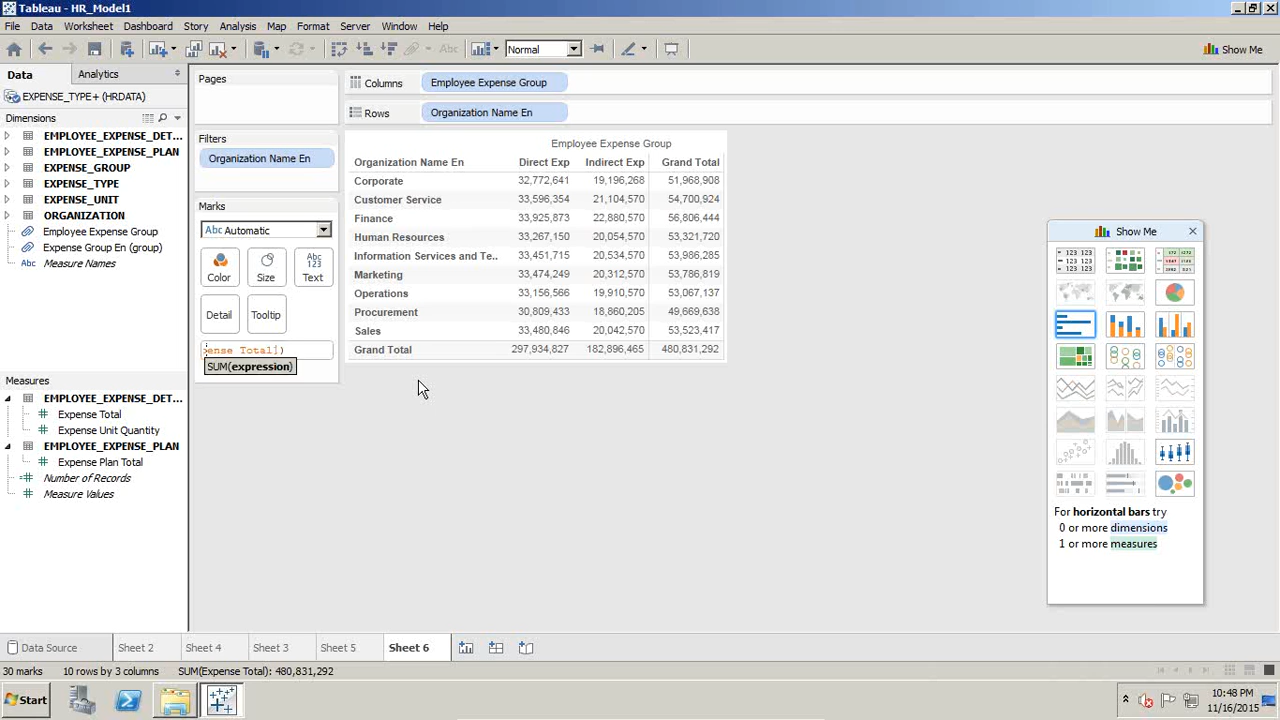 Tableau - HR_Model1
File Data Worksheet Dashboard Story Analysis Map Format Server Window Help
Abc Normal Show Me
Data Analytics
EXPENSE_TYPE+ (HRDATA)
Dimensions
EMPLOYEE_EXPENSE_DET...
EMPLOYEE_EXPENSE_PLAN
EXPENSE_GROUP
EXPENSE_TYPE
EXPENSE_UNIT
ORGANIZATION
Employee Expense Group
Expense Group En (group)
Abc Measure Names
Measures
EMPLOYEE_EXPENSE_DET...
Expense Total
Expense Unit Quantity
EMPLOYEE_EXPENSE_PLAN
Expense Plan Total
Number of Records
Measure Values
Pages
Filters
Organization Name En
Marks
Abc Automatic
Color Size Abc 123 Text
Detail Tooltip
ense Total])
SUM(expression)
Columns Employee Expense Group
Rows Organization Name En
Employee Expense Group
Organization Name En Direct Exp Indirect Exp Grand Total
Corporate 32,772,641 19,196,268 51,968,908
Customer Service 33,596,354 21,104,570 54,700,924
Finance 33,925,873 22,880,570 56,806,444
Human Resources 33,267,150 20,054,570 53,321,720
Information Services and Te.. 33,451,715 20,534,570 53,986,285
Marketing 33,474,249 20,312,570 53,786,819
Operations 33,156,566 19,910,570 53,067,137
Procurement 30,809,433 18,860,205 49,669,638
Sales 33,480,846 20,042,570 53,523,417
Grand Total 297,934,827 182,896,465 480,831,292
Show Me
For horizontal bars try
0 or more dimensions
1 or more measures
Data Source Sheet 2 Sheet 4 Sheet 3 Sheet 5 Sheet 6
30 marks 10 rows by 3 columns SUM(Expense Total): 480,831,292
Start
10:48 PM
11/16/2015